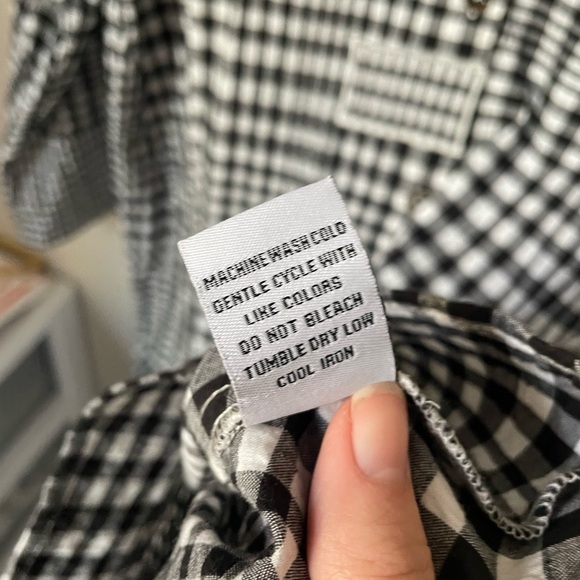 MACHINE WASH COLD
GENTLE CYCLE WITH
LIKE COLORS
DO NOT BLEACH
TUMBLE DRY LOW
COOL IRON